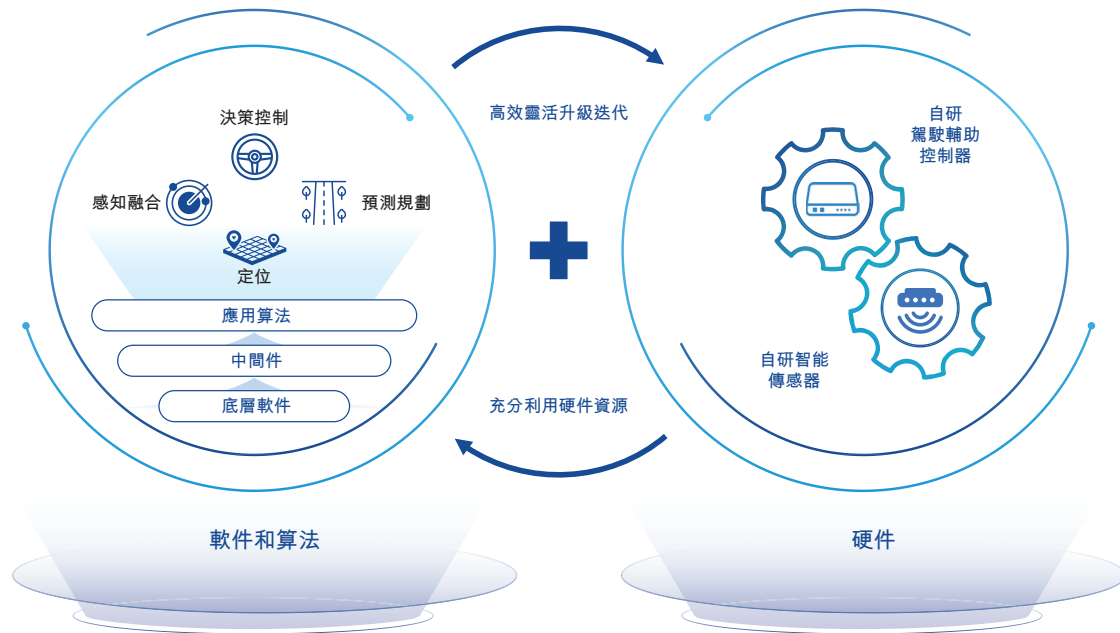 決策控制
感知融合
預測規劃
定位
應用算法
中間件
底層軟件
軟件和算法
高效靈活升級迭代
充分利用硬件資源
自研
駕駛輔助
控制器
自研智能
傳感器
硬件